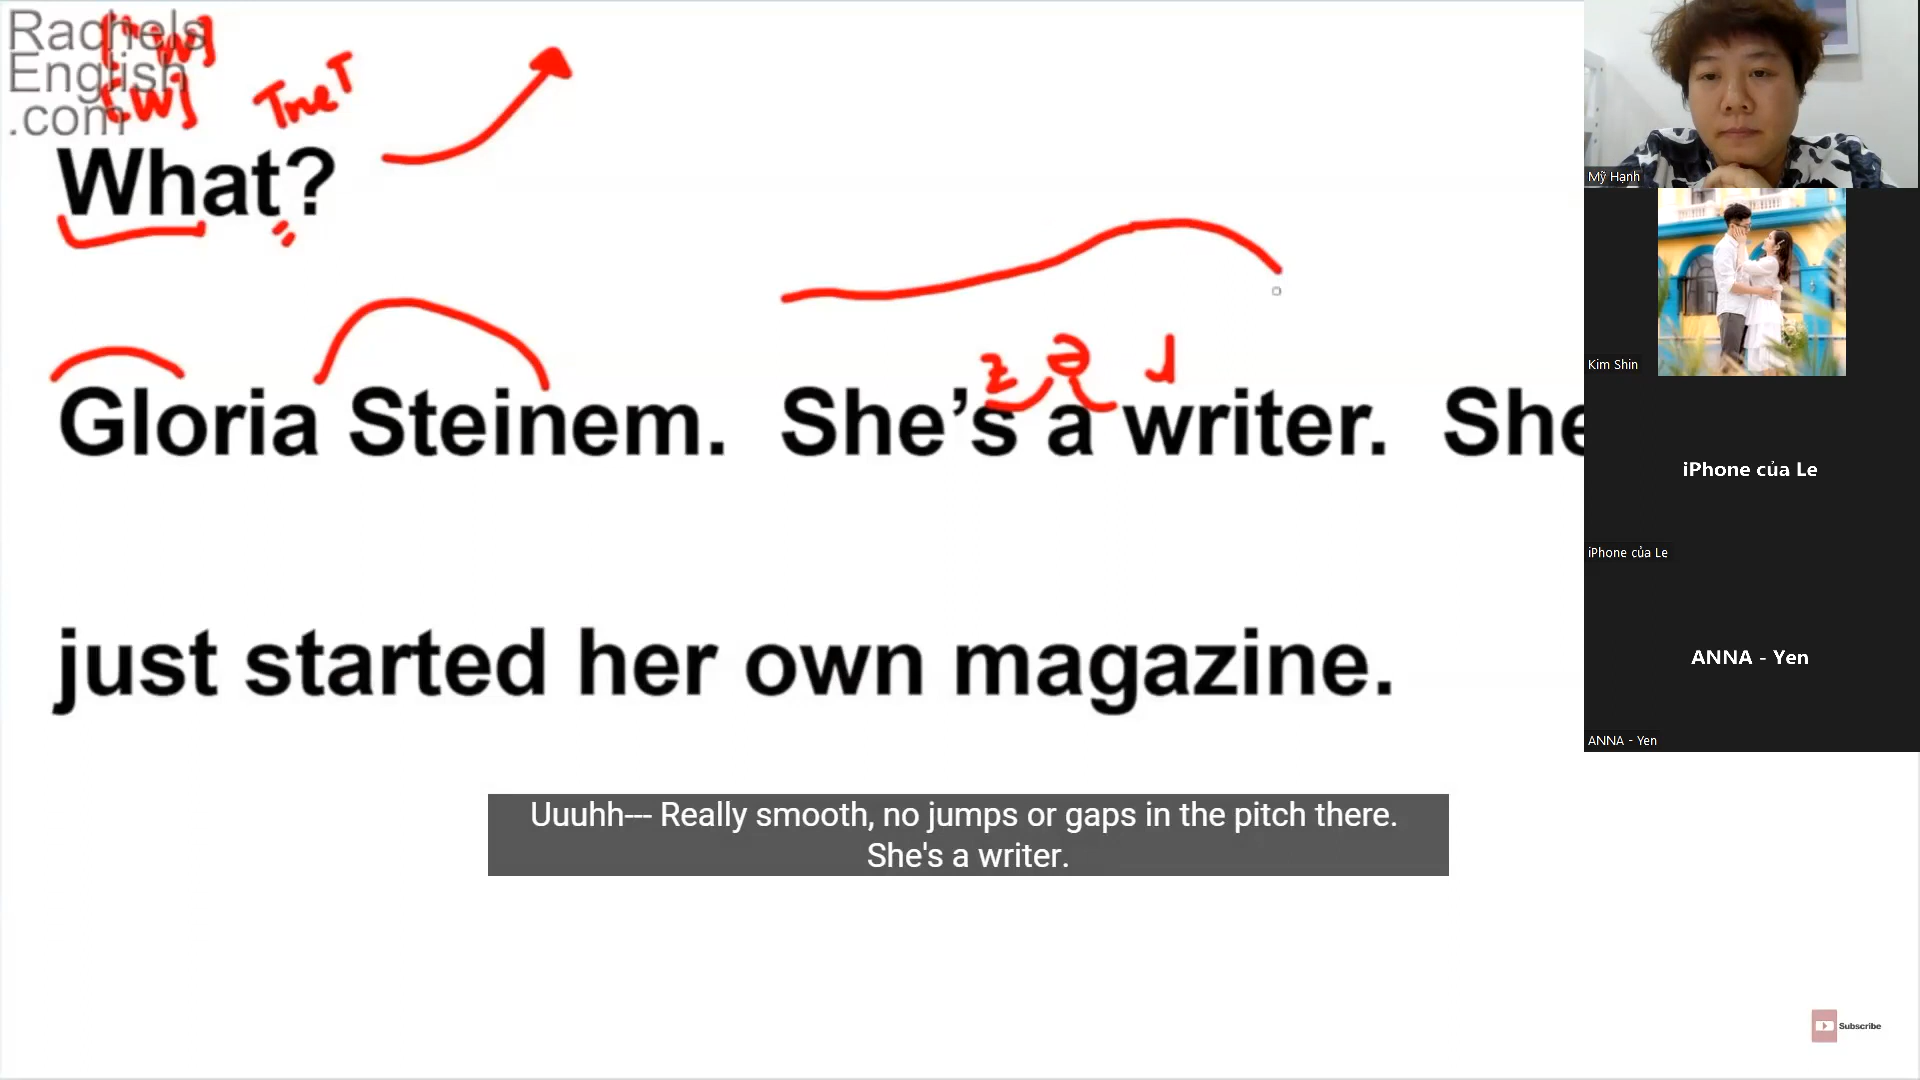 Rachels
English
.com
[W]
True T
What?
z ə ɹ
Gloria Steinem. She's a writer. She
just started her own magazine.
Uuuhh--- Really smooth, no jumps or gaps in the pitch there.
She's a writer.
Mỹ Hạnh
Kim Shin
iPhone của Le
iPhone của Le
ANNA - Yen
ANNA - Yen
Subscribe